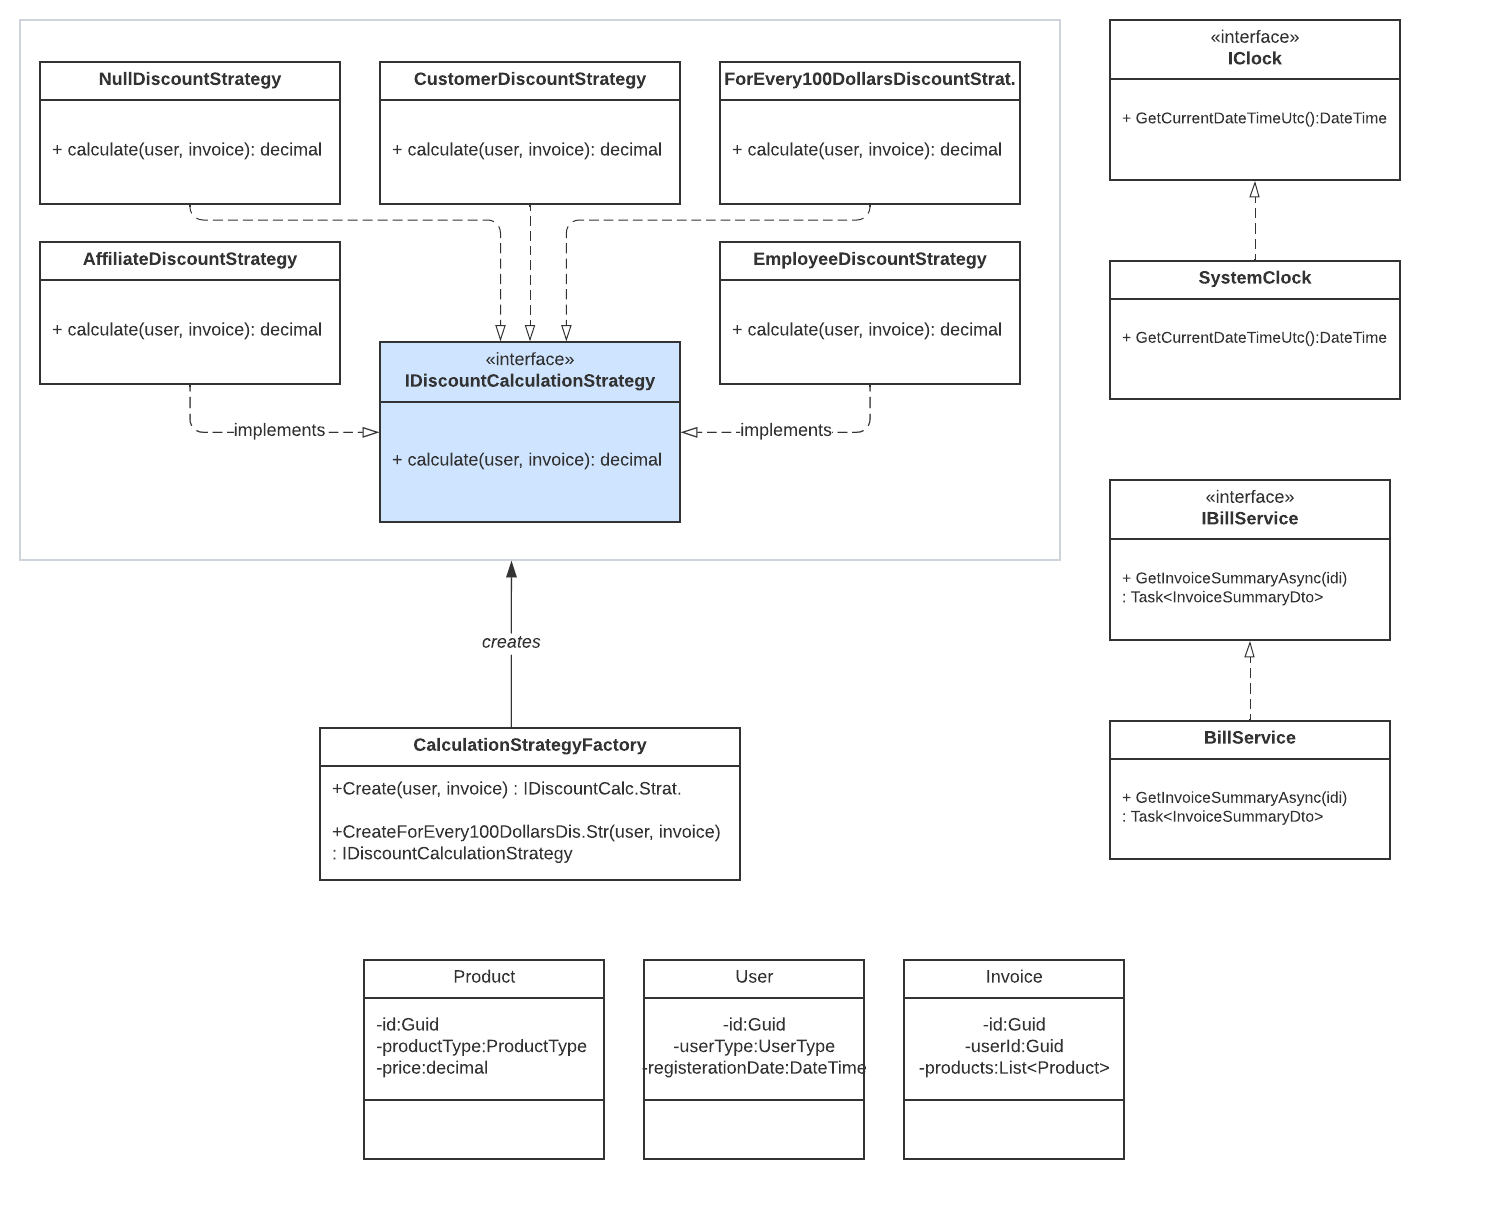 NullDiscountStrategy
+ calculate(user, invoice): decimal
CustomerDiscountStrategy
+ calculate(user, invoice): decimal
ForEvery100DollarsDiscountStrat.
+ calculate(user, invoice): decimal
AffiliateDiscountStrategy
+ calculate(user, invoice): decimal
EmployeeDiscountStrategy
+ calculate(user, invoice): decimal
«interface»
IDiscountCalculationStrategy
+ calculate(user, invoice): decimal
implements
implements
creates
CalculationStrategyFactory
+Create(user, invoice) : IDiscountCalc.Strat.
+CreateForEvery100DollarsDis.Str(user, invoice)
: IDiscountCalculationStrategy
«interface»
IClock
+ GetCurrentDateTimeUtc():DateTime
SystemClock
+ GetCurrentDateTimeUtc():DateTime
«interface»
IBillService
+ GetInvoiceSummaryAsync(idi)
: Task<InvoiceSummaryDto>
BillService
+ GetInvoiceSummaryAsync(idi)
: Task<InvoiceSummaryDto>
Product
-id:Guid
-productType:ProductType
-price:decimal
User
-id:Guid
-userType:UserType
-registerationDate:DateTime
Invoice
-id:Guid
-userId:Guid
-products:List<Product>